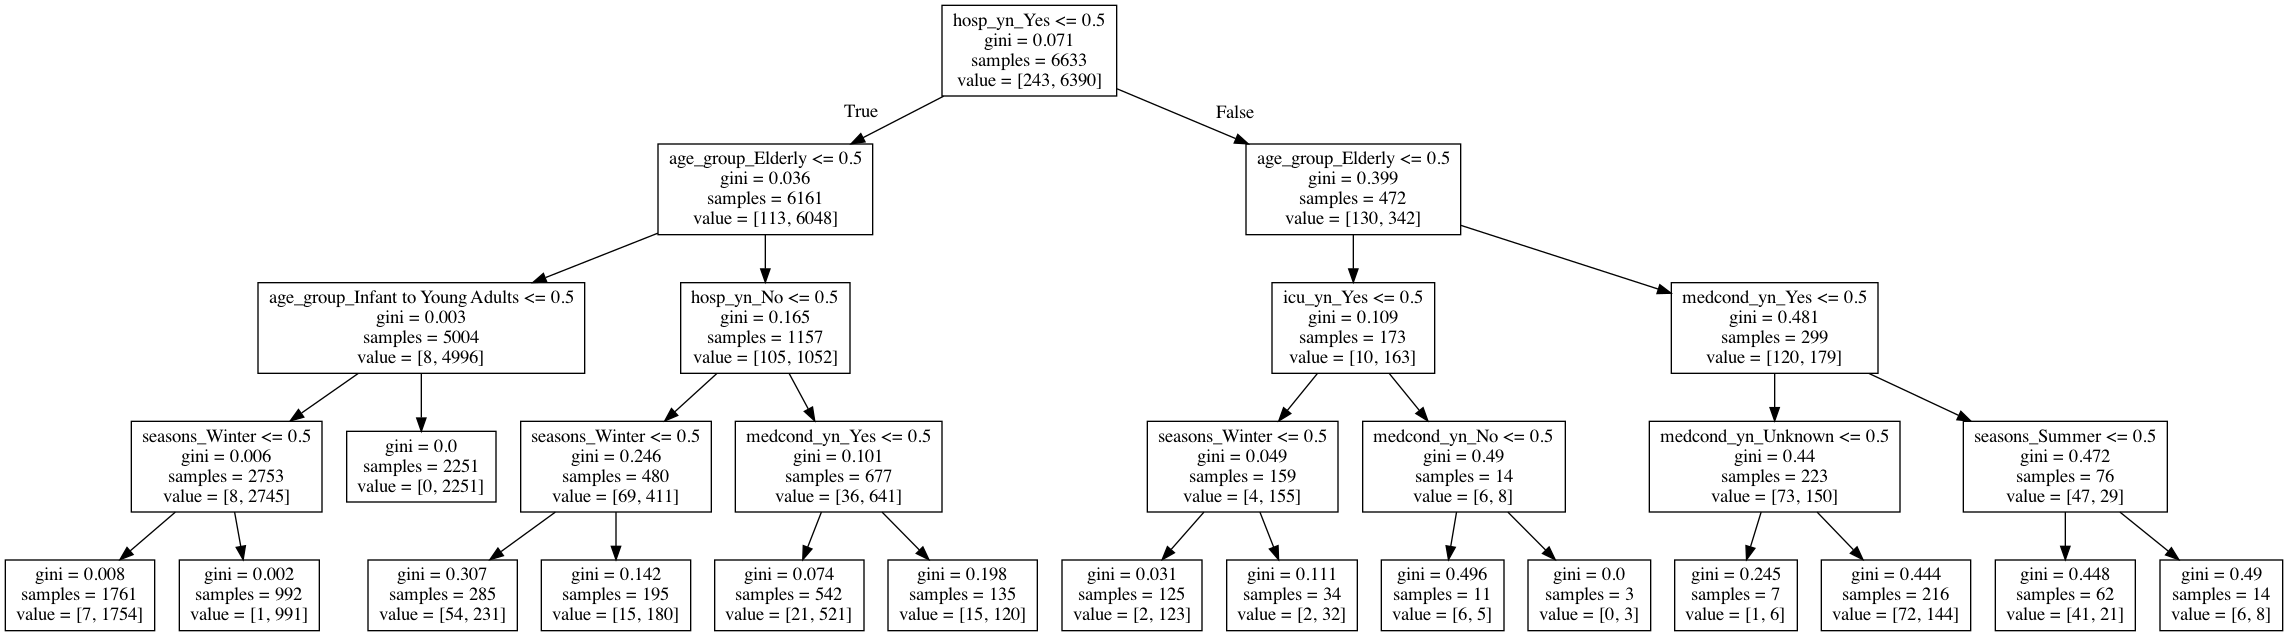 hosp_yn_Yes <= 0.5
gini = 0.071
samples = 6633
value = [243, 6390]
True
False
age_group_Elderly <= 0.5
gini = 0.036
samples = 6161
value = [113, 6048]
age_group_Elderly <= 0.5
gini = 0.399
samples = 472
value = [130, 342]
age_group_Infant to Young Adults <= 0.5
gini = 0.003
samples = 5004
value = [8, 4996]
hosp_yn_No <= 0.5
gini = 0.165
samples = 1157
value = [105, 1052]
icu_yn_Yes <= 0.5
gini = 0.109
samples = 173
value = [10, 163]
medcond_yn_Yes <= 0.5
gini = 0.481
samples = 299
value = [120, 179]
seasons_Winter <= 0.5
gini = 0.006
samples = 2753
value = [8, 2745]
gini = 0.0
samples = 2251
value = [0, 2251]
seasons_Winter <= 0.5
gini = 0.246
samples = 480
value = [69, 411]
medcond_yn_Yes <= 0.5
gini = 0.101
samples = 677
value = [36, 641]
seasons_Winter <= 0.5
gini = 0.049
samples = 159
value = [4, 155]
medcond_yn_No <= 0.5
gini = 0.49
samples = 14
value = [6, 8]
medcond_yn_Unknown <= 0.5
gini = 0.44
samples = 223
value = [73, 150]
seasons_Summer <= 0.5
gini = 0.472
samples = 76
value = [47, 29]
gini = 0.008
samples = 1761
value = [7, 1754]
gini = 0.002
samples = 992
value = [1, 991]
gini = 0.307
samples = 285
value = [54, 231]
gini = 0.142
samples = 195
value = [15, 180]
gini = 0.074
samples = 542
value = [21, 521]
gini = 0.198
samples = 135
value = [15, 120]
gini = 0.031
samples = 125
value = [2, 123]
gini = 0.111
samples = 34
value = [2, 32]
gini = 0.496
samples = 11
value = [6, 5]
gini = 0.0
samples = 3
value = [0, 3]
gini = 0.245
samples = 7
value = [1, 6]
gini = 0.444
samples = 216
value = [72, 144]
gini = 0.448
samples = 62
value = [41, 21]
gini = 0.49
samples = 14
value = [6, 8]